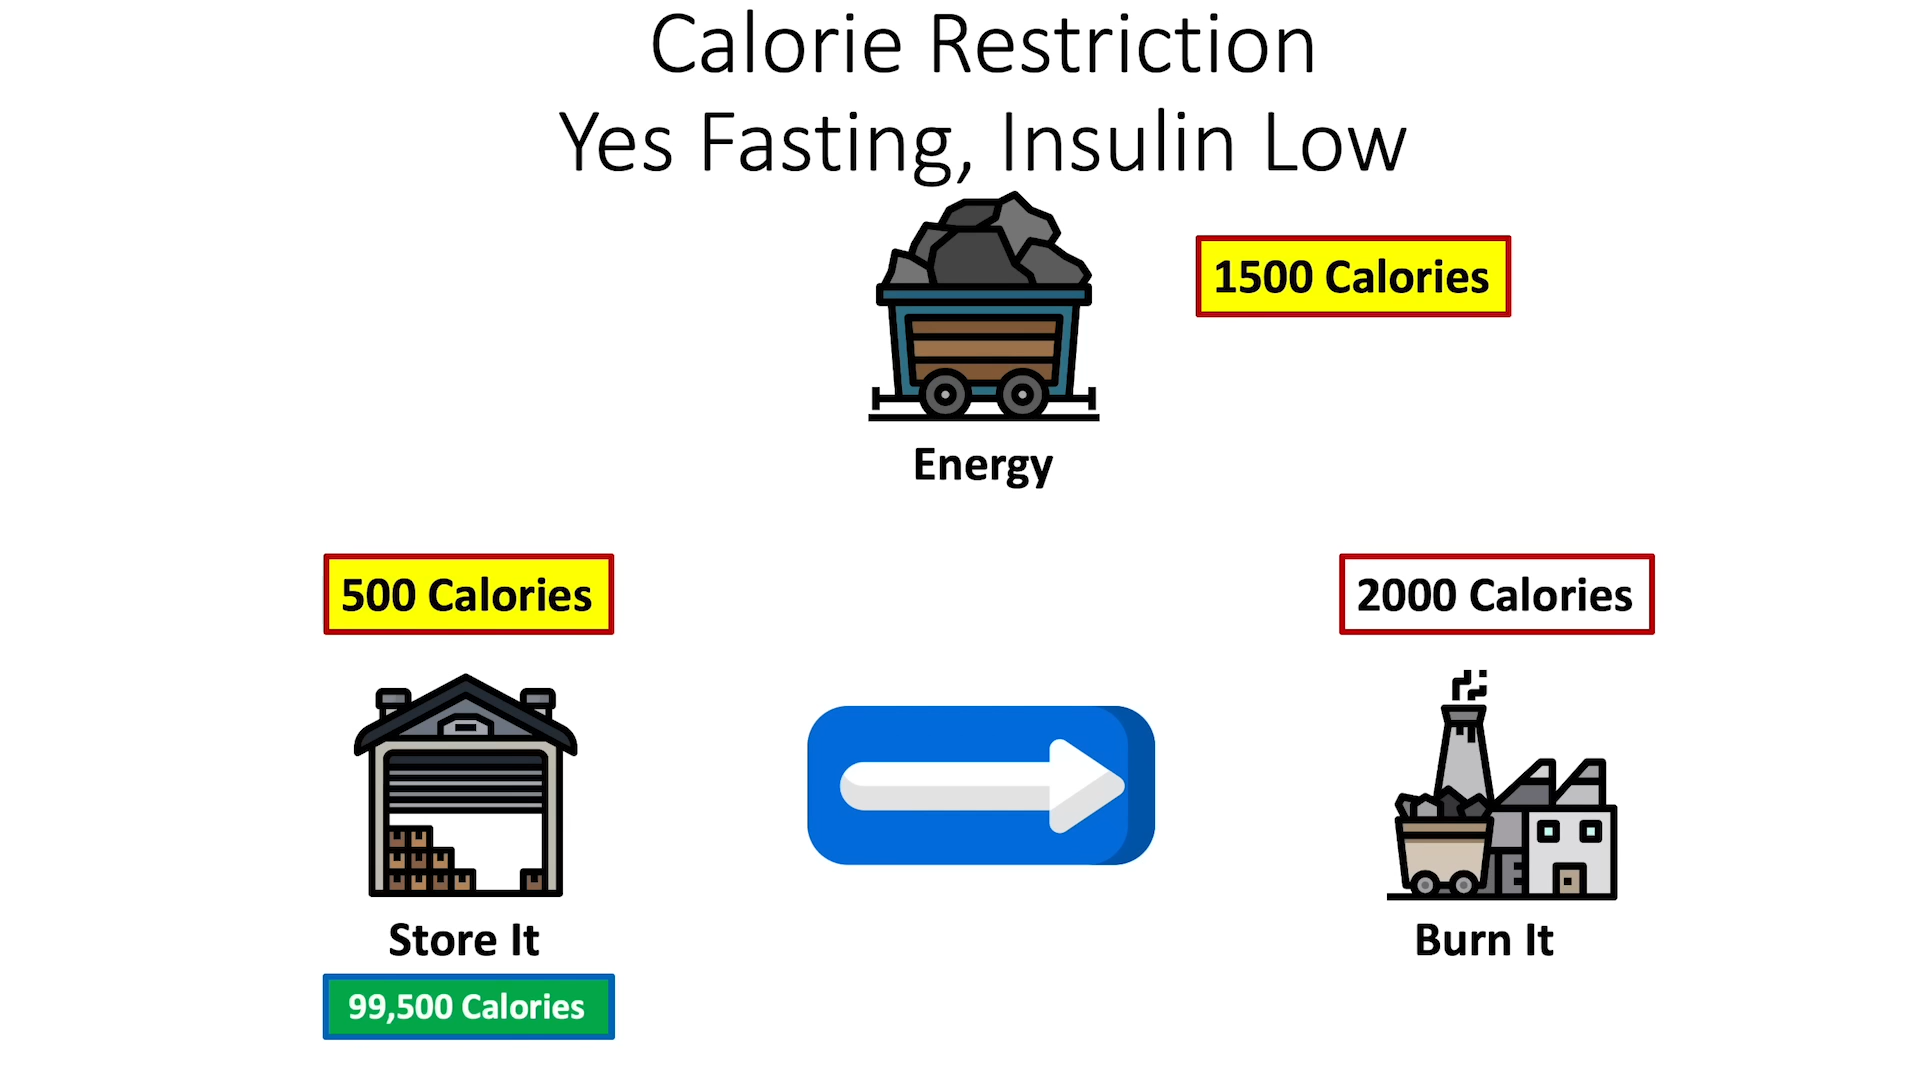 Calorie Restriction
Yes Fasting, Insulin Low
1500 Calories
Energy
500 Calories
2000 Calories
Store It
Burn It
99,500 Calories